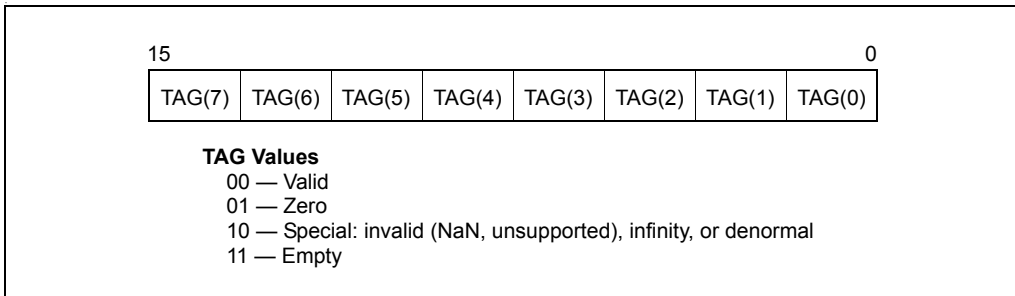 15 0
TAG(7) TAG(6) TAG(5) TAG(4) TAG(3) TAG(2) TAG(1) TAG(0)
TAG Values
00 — Valid
01 — Zero
10 — Special: invalid (NaN, unsupported), infinity, or denormal
11 — Empty